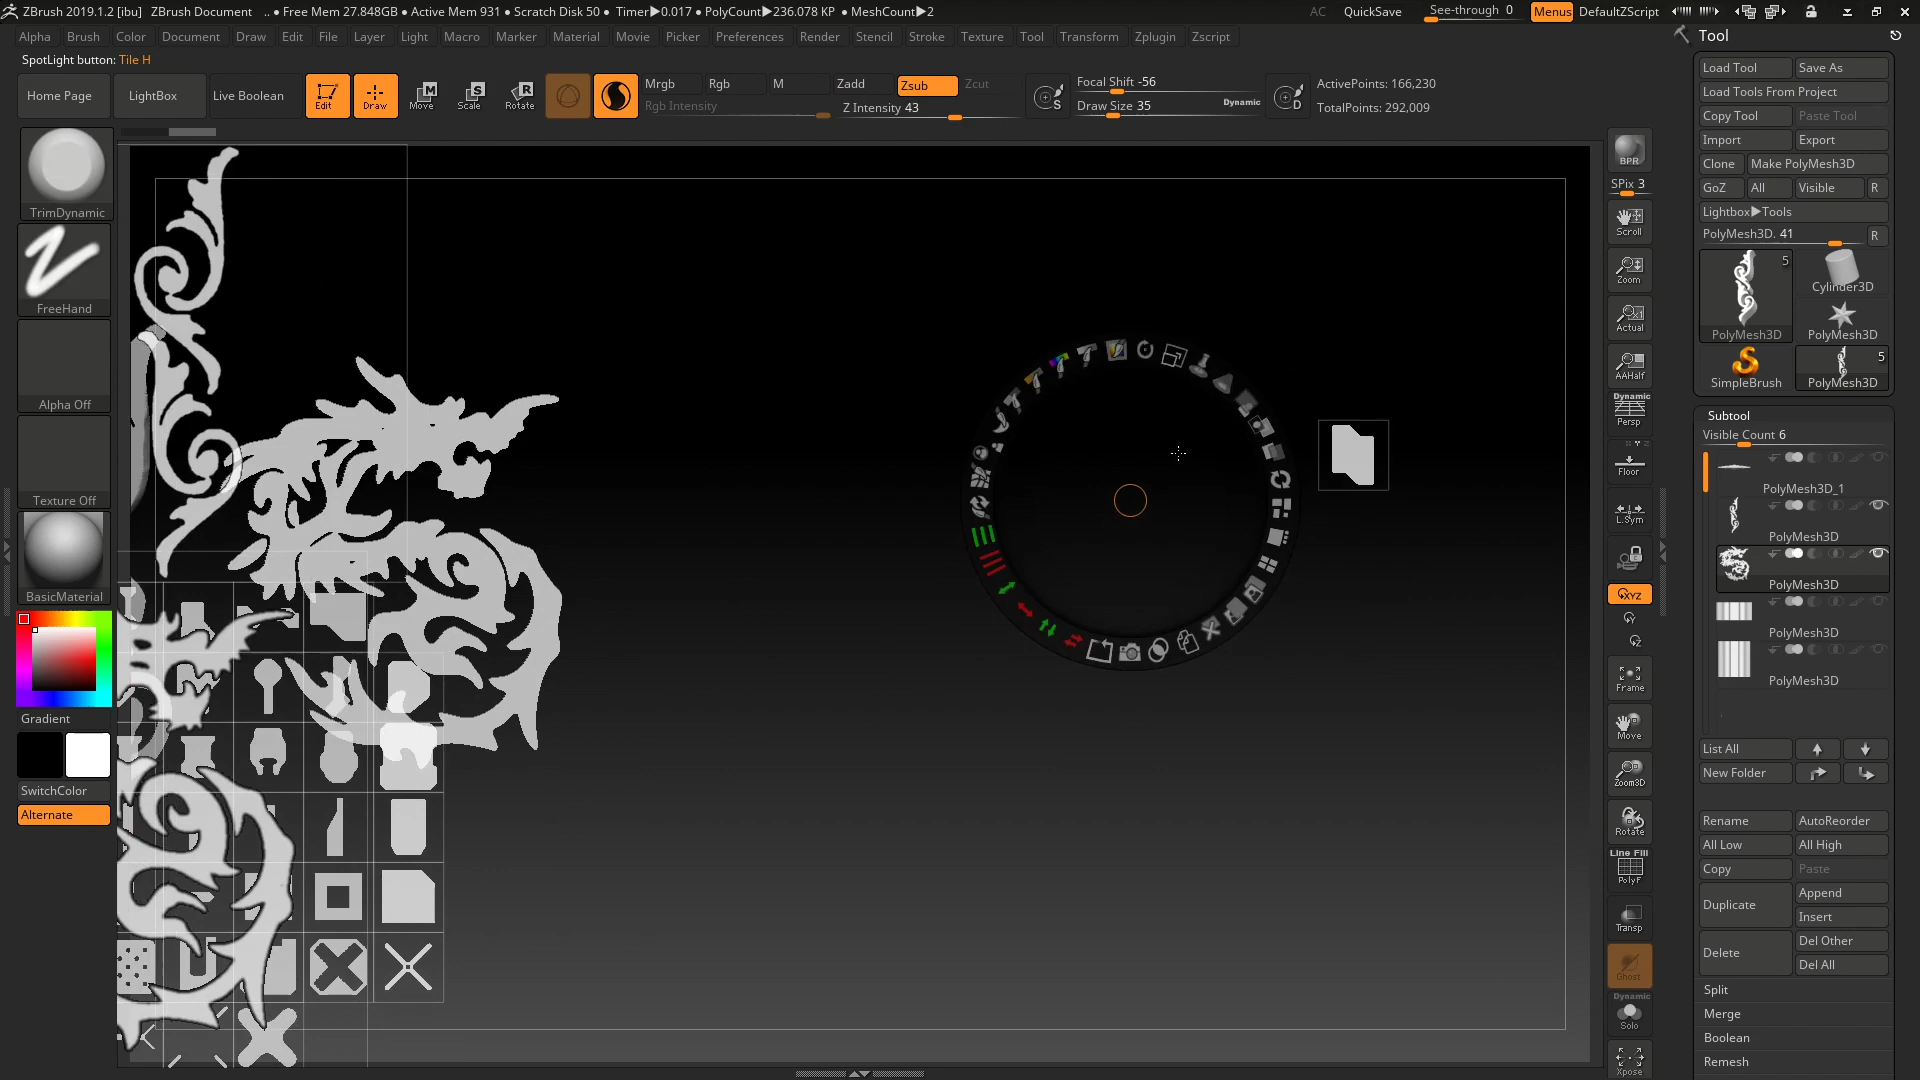 ZBrush 2019.1.2 [ibu] ZBrush Document .. • Free Mem 27.848GB • Active Mem 931 • Scratch Disk 50 • Timer▶0.017 • PolyCount▶236.078 KP • MeshCount▶2 AC QuickSave See-through 0 Menus DefaultZScript
Alpha Brush Color Document Draw Edit File Layer Light Macro Marker Material Movie Picker Preferences Render Stencil Stroke Texture Tool Transform Zplugin Zscript
SpotLight button: Tile H
Home Page LightBox Live Boolean Edit Draw Move Scale Rotate
Mrgb Rgb M Zadd Zsub Zcut
Rgb Intensity Z Intensity 43
Focal Shift -56
Draw Size 35 Dynamic
ActivePoints: 166,230
TotalPoints: 292,009
TrimDynamic
FreeHand
Alpha Off
Texture Off
BasicMaterial
Gradient
SwitchColor
Alternate
BPR
SPix 3
Scroll
Zoom
Actual
AAHalf
Dynamic
Persp
Floor
L.Sym
XYZ
Frame
Move
Zoom3D
Rotate
Line Fill
PolyF
Transp
Ghost
Dynamic
Solo
Xpose
Tool
Load Tool Save As
Load Tools From Project
Copy Tool Paste Tool
Import Export
Clone Make PolyMesh3D
GoZ All Visible R
Lightbox▶Tools
PolyMesh3D. 41 R
5
Cylinder3D
PolyMesh3D PolyMesh3D
5
SimpleBrush PolyMesh3D
Subtool
Visible Count 6
PolyMesh3D_1
PolyMesh3D
PolyMesh3D
PolyMesh3D
PolyMesh3D
List All
New Folder
Rename AutoReorder
All Low All High
Copy Paste
Duplicate Append
Insert
Delete Del Other
Del All
Split
Merge
Boolean
Remesh